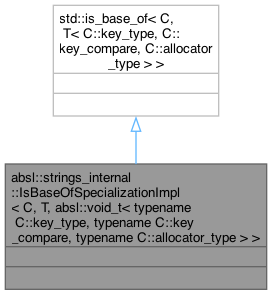 std::is_base_of< C,
T< C::key_type, C::
key_compare, C::allocator
_type > >
absl::strings_internal
::IsBaseOfSpecializationImpl
< C, T, absl::void_t< typename
C::key_type, typename C::key
_compare, typename C::allocator_type > >